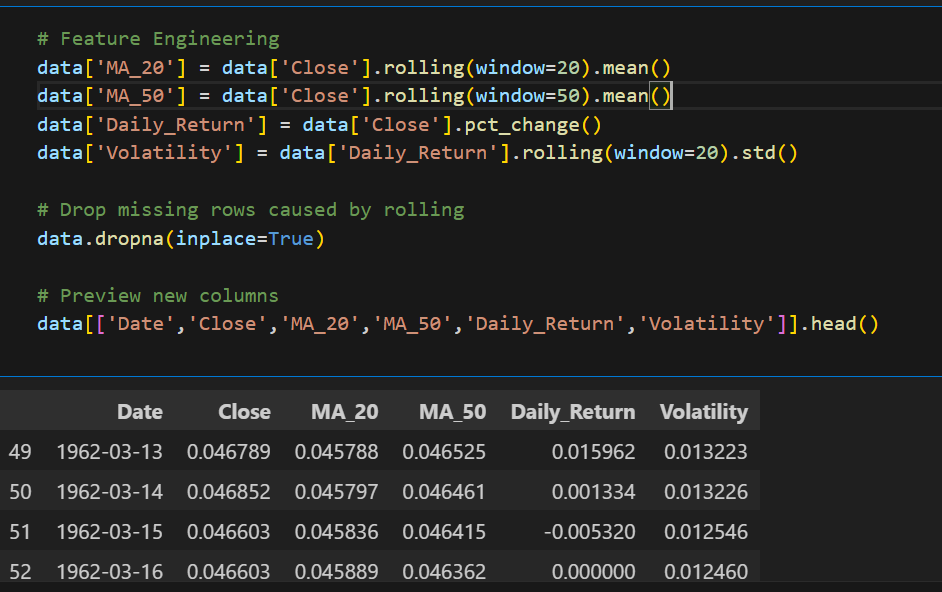 # Feature Engineering
data['MA_20'] = data['Close'].rolling(window=20).mean()
data['MA_50'] = data['Close'].rolling(window=50).mean()
data['Daily_Return'] = data['Close'].pct_change()
data['Volatility'] = data['Daily_Return'].rolling(window=20).std()
# Drop missing rows caused by rolling
data.dropna(inplace=True)
# Preview new columns
data[['Date','Close','MA_20','MA_50','Daily_Return','Volatility']].head()
Date Close MA_20 MA_50 Daily_Return Volatility
49 1962-03-13 0.046789 0.045788 0.046525 0.015962 0.013223
50 1962-03-14 0.046852 0.045797 0.046461 0.001334 0.013226
51 1962-03-15 0.046603 0.045836 0.046415 -0.005320 0.012546
52 1962-03-16 0.046603 0.045889 0.046362 0.000000 0.012460